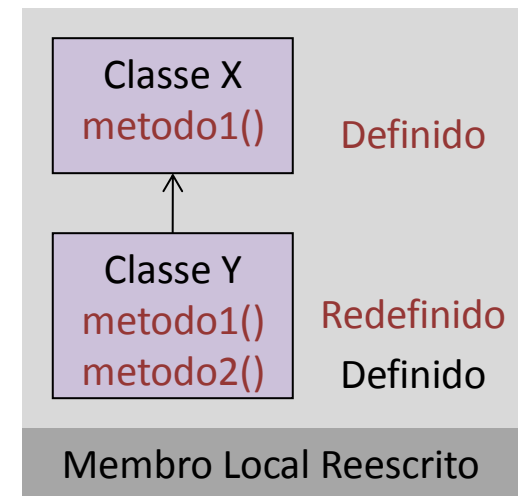 Classe X
metodo1()
Definido
Classe Y
metodo1()
Redefinido
metodo2()
Definido
Membro Local Reescrito